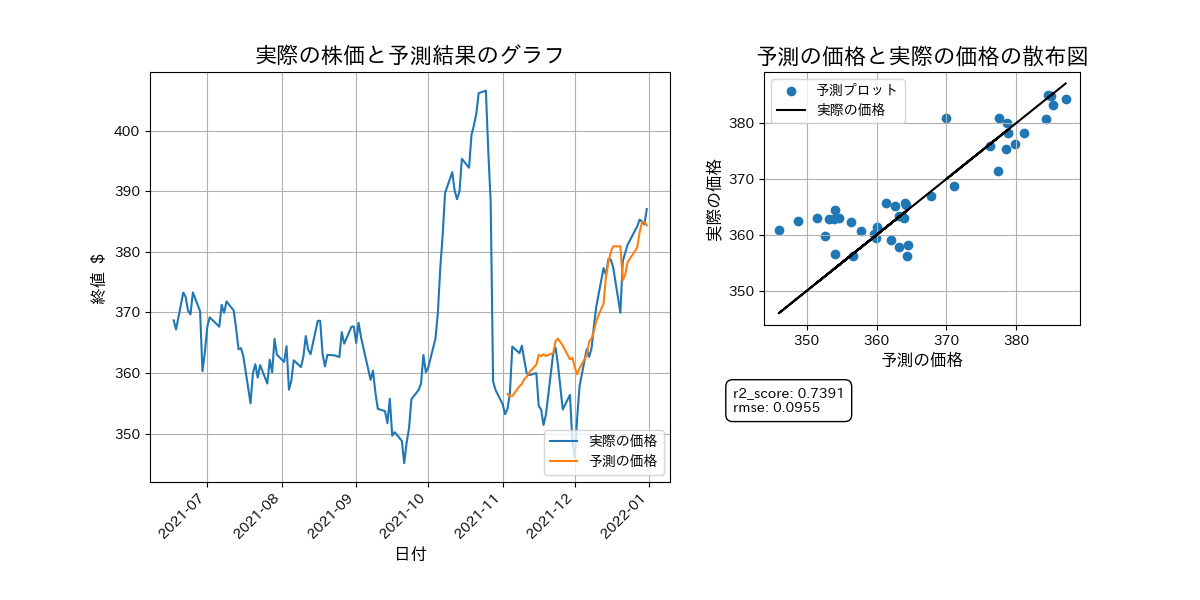 実際の株価と予測結果のグラフ
400
390
380
370
360
350
終値 $
実際の価格
予測の価格
2021-07
2021-08
2021-09
2021-10
2021-11
2021-12
2022-01
日付
予測の価格と実際の価格の散布図
予測プロット
実際の価格
380
370
360
350
実際の価格
350
360
370
380
予測の価格
r2_score: 0.7391
rmse: 0.0955